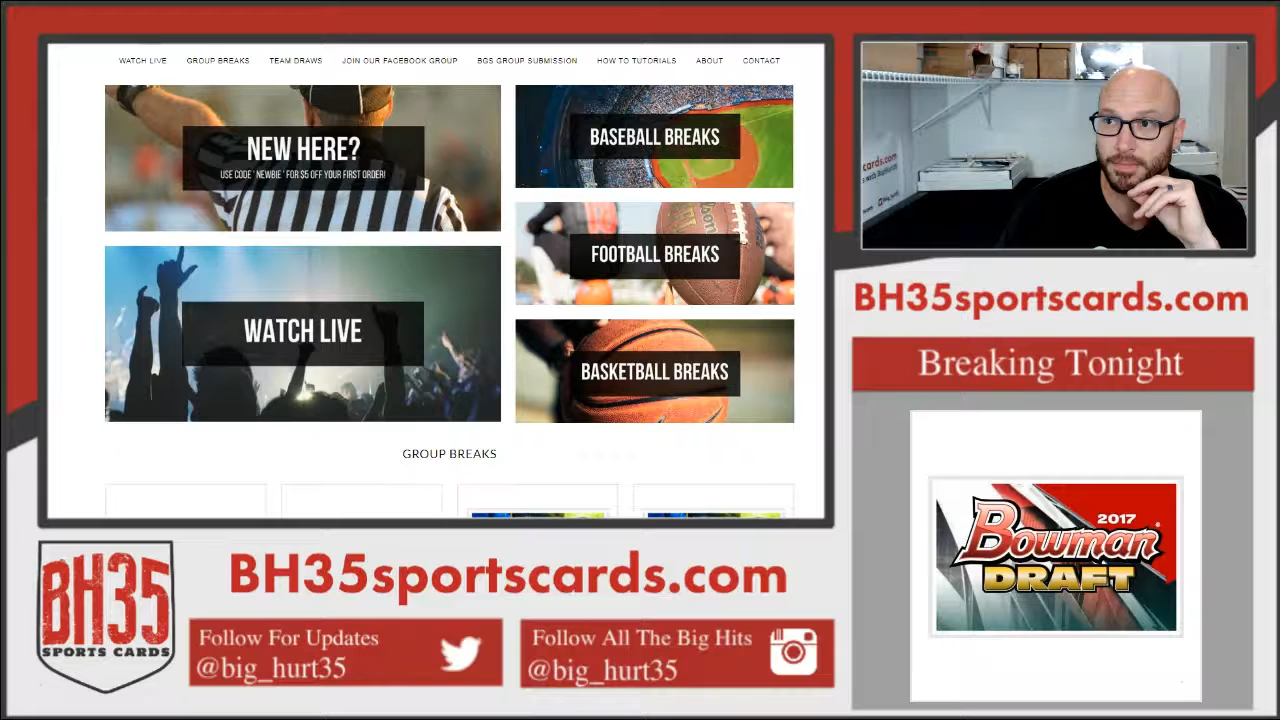 WATCH LIVE GROUP BREAKS TEAM DRAWS JOIN OUR FACEBOOK GROUP BGS GROUP SUBMISSION HOW TO TUTORIALS ABOUT CONTACT
NEW HERE?
USE CODE ' NEWBIE ' FOR $5 OFF YOUR FIRST ORDER!
WATCH LIVE
BASEBALL BREAKS
FOOTBALL BREAKS
BASKETBALL BREAKS
GROUP BREAKS
cards.com
BH35sportscards.com
Breaking Tonight
2017
Bowman
DRAFT
BH35
SPORTS CARDS
BH35sportscards.com
Follow For Updates
@big_hurt35
Follow All The Big Hits
@big_hurt35